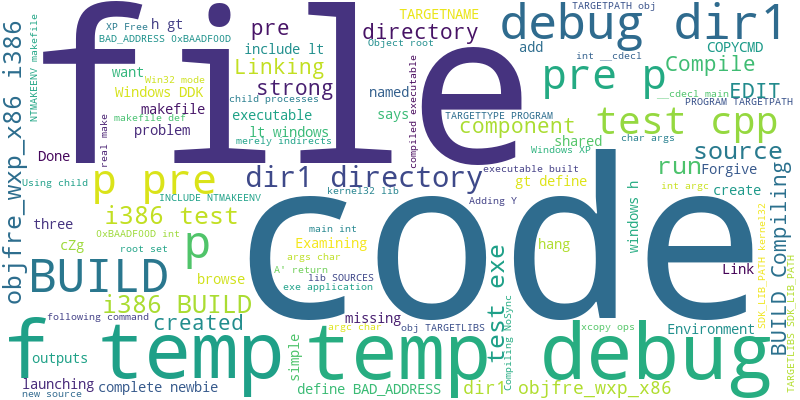 file
code
f temp
temp debug
debug dir1
pre p
test cpp
p pre
dir1 directory
BUILD
i386 test
i386 BUILD
p
objfre_wxp_x86 i386
NTMAKEENV makefile
XP Free
h gt
BAD_ADDRESS 0xBAADF00D
pre
directory
TARGETNAME
TARGETPATH obj
include lt
Object root
add
int __cdecl
COPYCMD
want
Linking
Win32 mode
Windows DDK
strong
child processes
named
Compile
__cdecl main
EDIT
PROGRAM TARGETPATH
makefile
makefile def
executable
says
TARGETTYPE PROGRAM
component
problem
real make
lt windows
merely indirects
compiled executable
shared
char args
source
Done
Windows XP
executable built
run
Forgive
Using child
gt define
int argc
create
INCLUDE NTMAKEENV
kernel32 lib
Adding Y
three
0xBAADF00D int
main int
windows h
cZg
root set
Examining
args char
hang
browse
A' return
lib SOURCES
exe application
Link
missing
test exe
SDK_LIB_PATH kernel32
BUILD Compiling
TARGETLIBS SDK_LIB_PATH
following command
created
argc char
obj TARGETLIBS
Compiling NoSync
xcopy ops
Environment
outputs
simple
launching
new source
complete newbie
define BAD_ADDRESS
dir1 objfre_wxp_x86